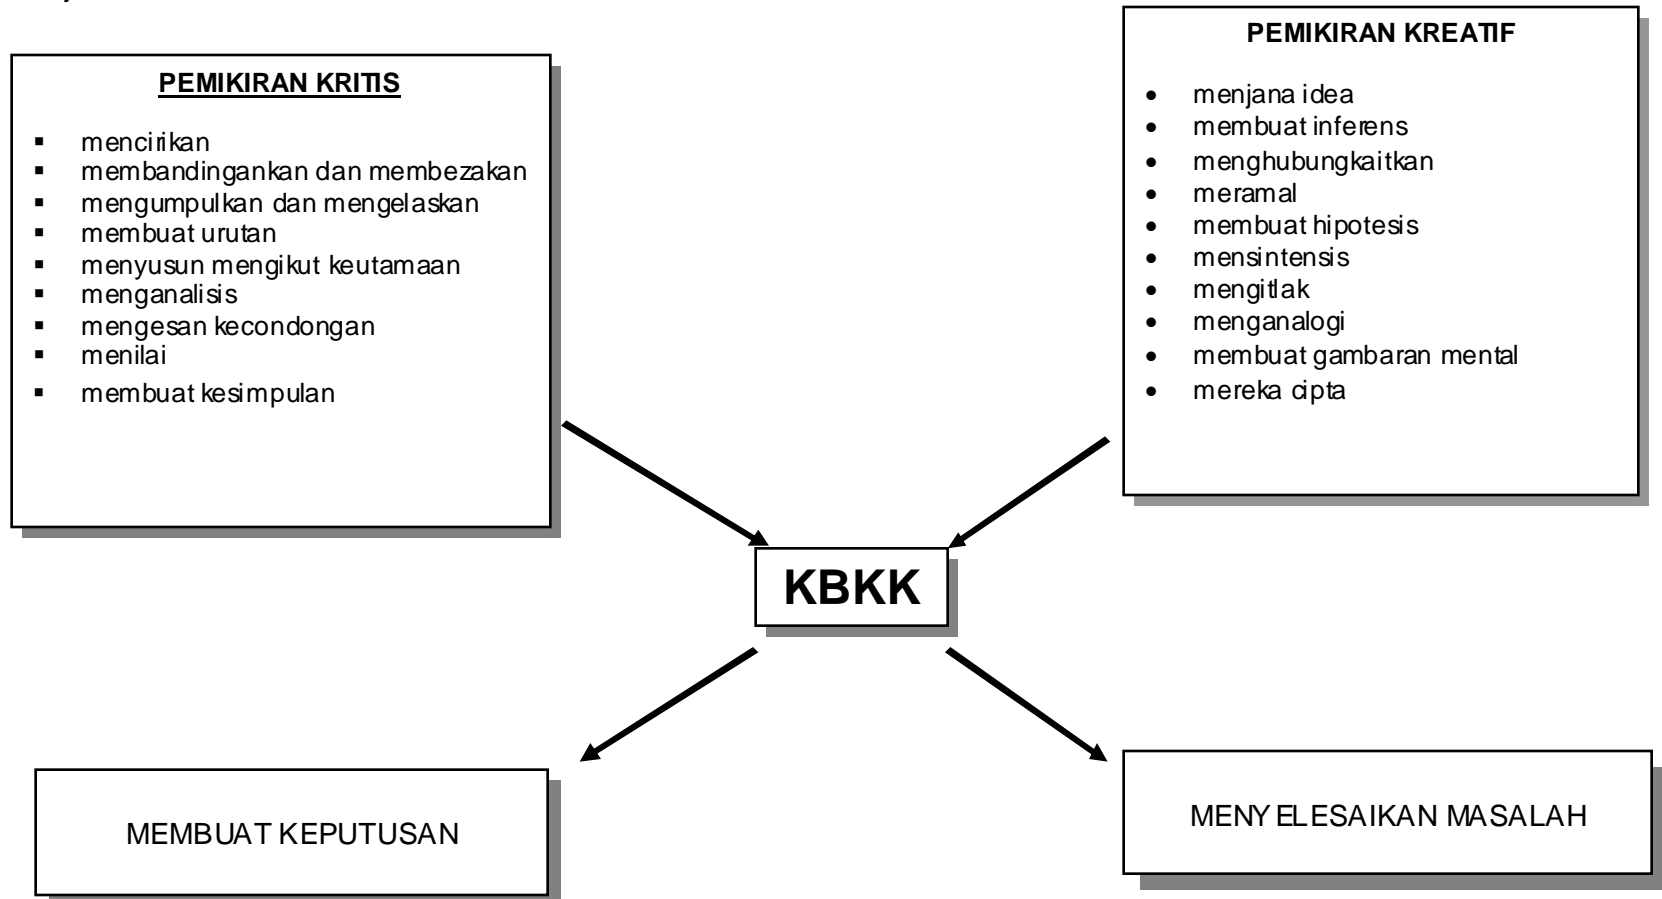 PEMIKIRAN KRITIS
▪ mencirikan
▪ membandingankan dan membezakan
▪ mengumpulkan dan mengelaskan
▪ membuat urutan
▪ menyusun mengikut keutamaan
▪ menganalisis
▪ mengesan kecondongan
▪ menilai
▪ membuat kesimpulan
PEMIKIRAN KREATIF
• menjana idea
• membuat inferens
• menghubungkaitkan
• meramal
• membuat hipotesis
• mensintensis
• mengitlak
• menganalogi
• membuat gambaran mental
• mereka cipta
KBKK
MEMBUAT KEPUTUSAN
MENYELESAIKAN MASALAH